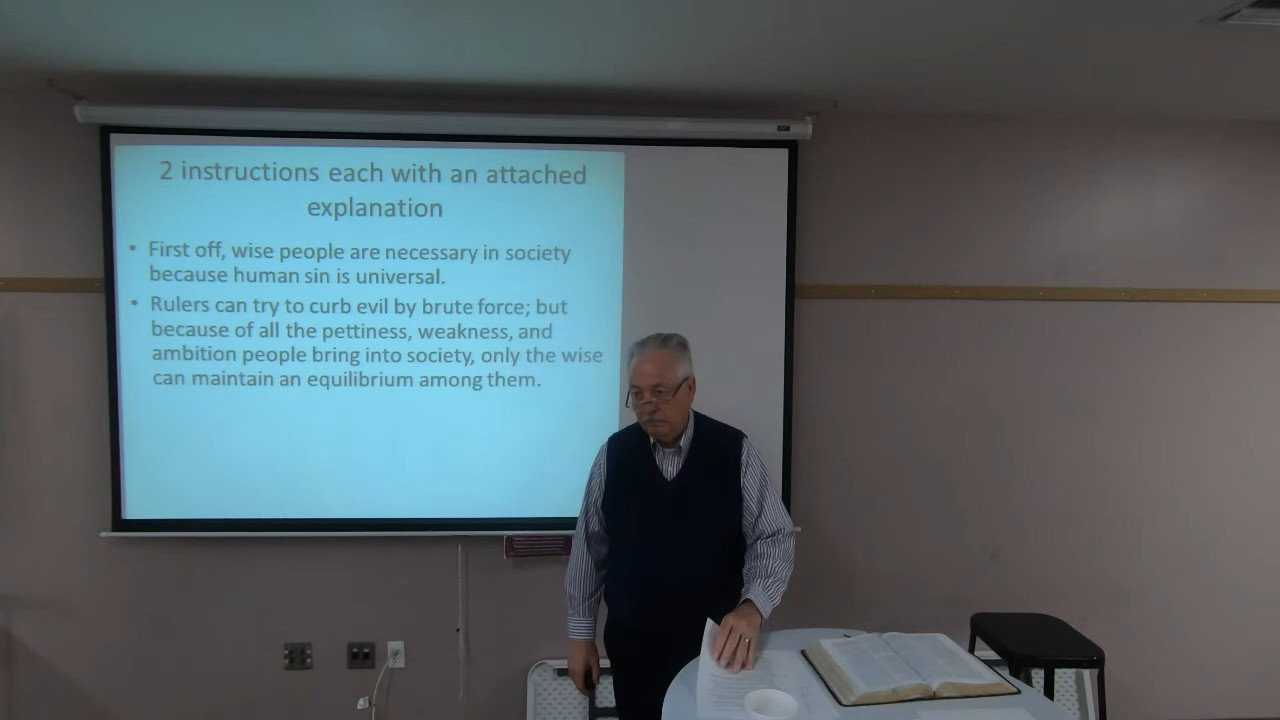 2 instructions each with an attached
explanation
• First off, wise people are necessary in society
because human sin is universal.
• Rulers can try to curb evil by brute force; but
because of all the pettiness, weakness, and
ambition people bring into society, only the wise
can maintain an equilibrium among them.